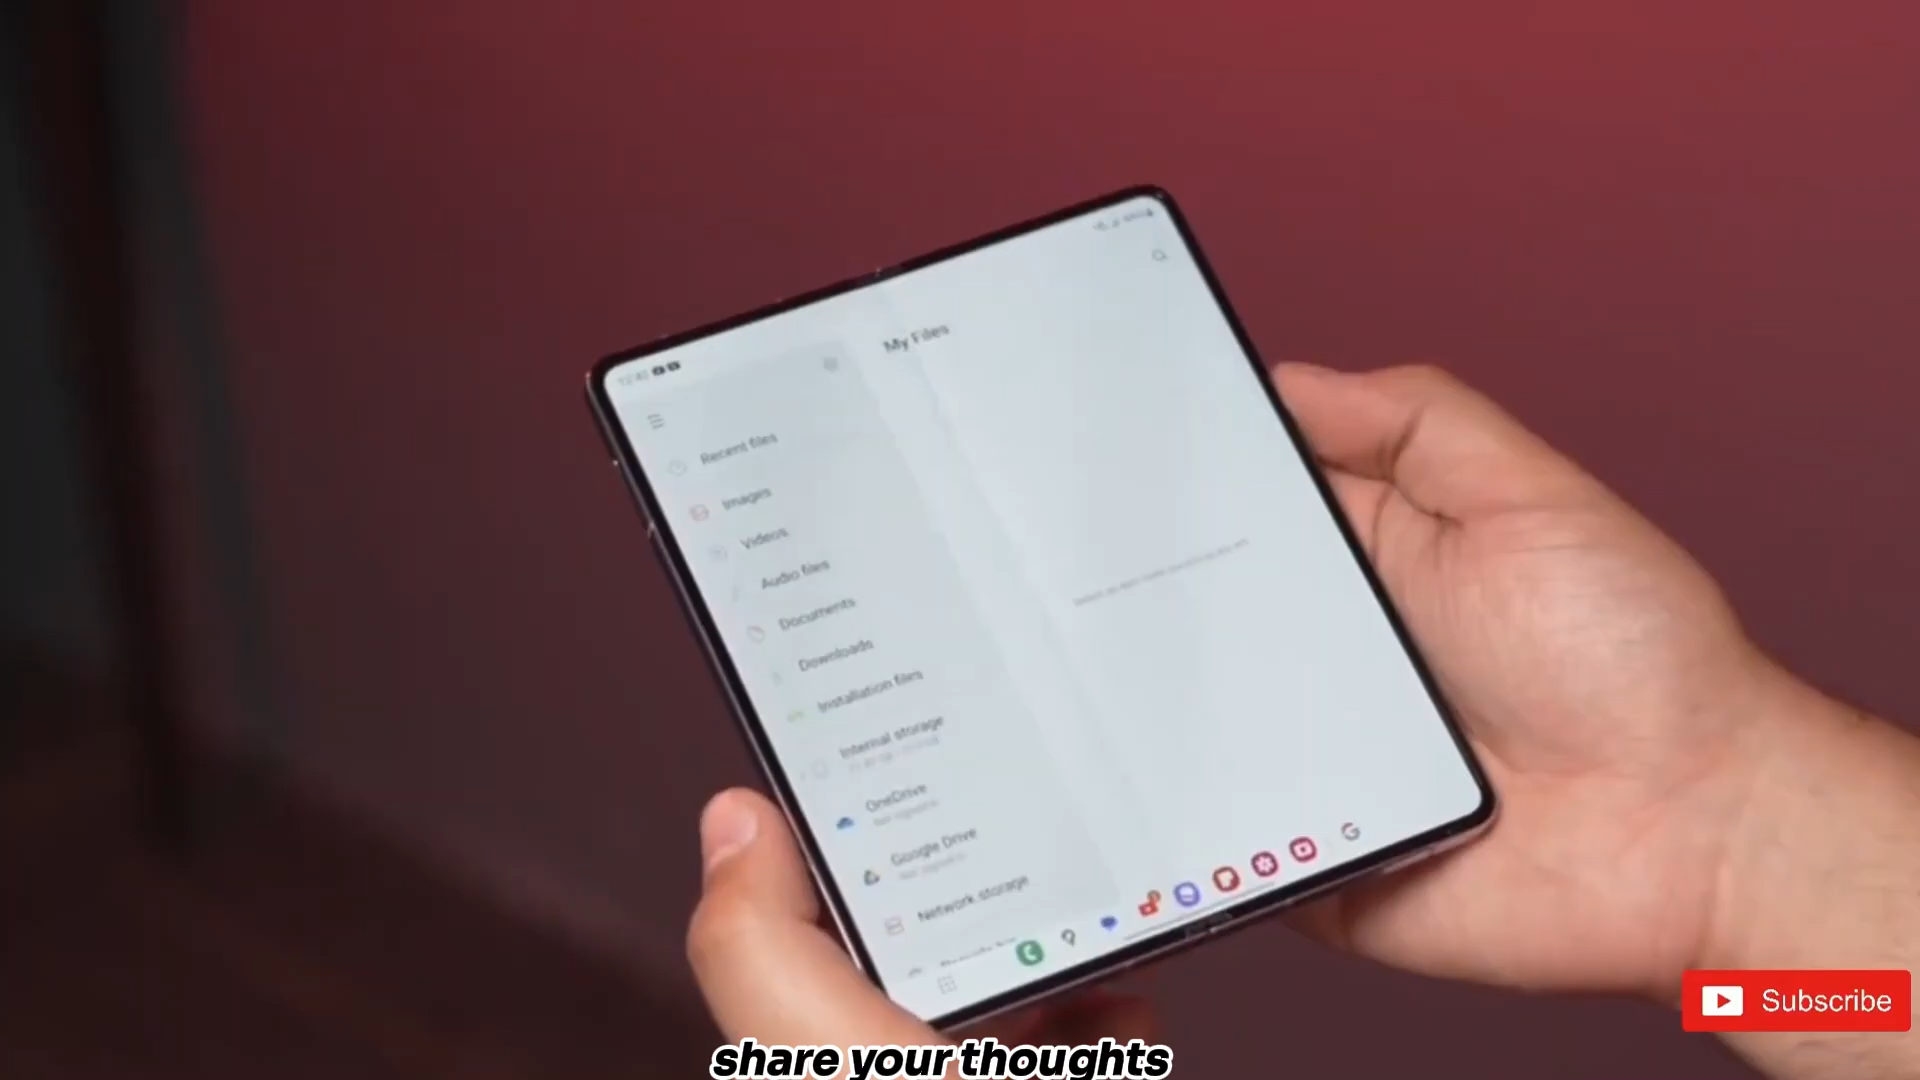 My Files
Recent files
Images
Videos
Audio files
Documents
Downloads
Installation files
Internal storage
OneDrive
Google Drive
Network storage
Subscribe
share your thoughts